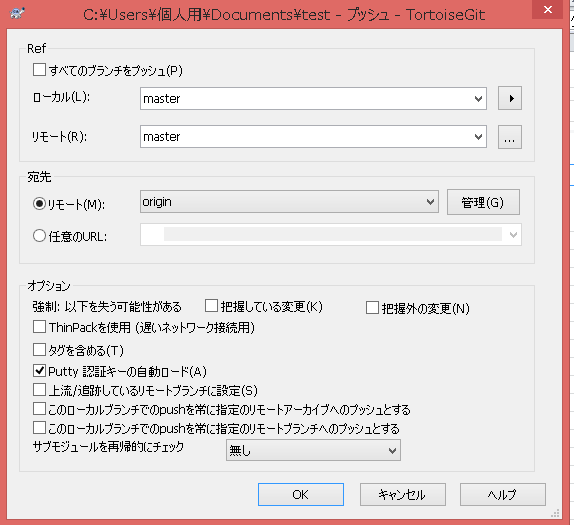 C:¥Users¥個人用¥Documents¥test - プッシュ - TortoiseGit
Ref
すべてのブランチをプッシュ(P)
ローカル(L): master
リモート(R): master ...
宛先
リモート(M): origin 管理(G)
任意のURL:
オプション
強制: 以下を失う可能性がある 把握している変更(K) 把握外の変更(N)
ThinPackを使用 (遅いネットワーク接続用)
タグを含める(T)
Putty 認証キーの自動ロード(A)
上流/追跡しているリモートブランチに設定(S)
このローカルブランチでのpushを常に指定のリモートアーカイブへのプッシュとする
このローカルブランチでのpushを常に指定のリモートブランチへのプッシュとする
サブモジュールを再帰的にチェック 無し
OK キャンセル ヘルプ